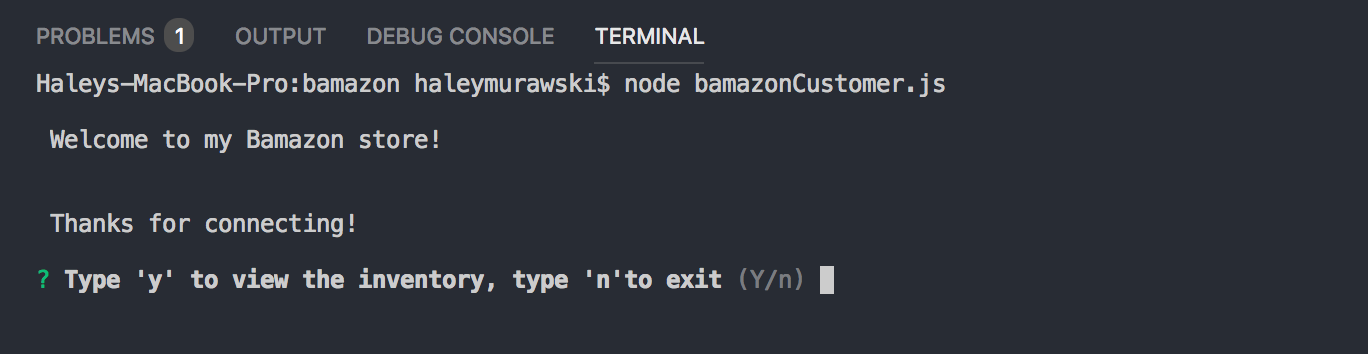 PROBLEMS 1 OUTPUT DEBUG CONSOLE TERMINAL
Haleys-MacBook-Pro:bamazon haleymurawski$ node bamazonCustomer.js
Welcome to my Bamazon store!
Thanks for connecting!
? Type 'y' to view the inventory, type 'n'to exit (Y/n)